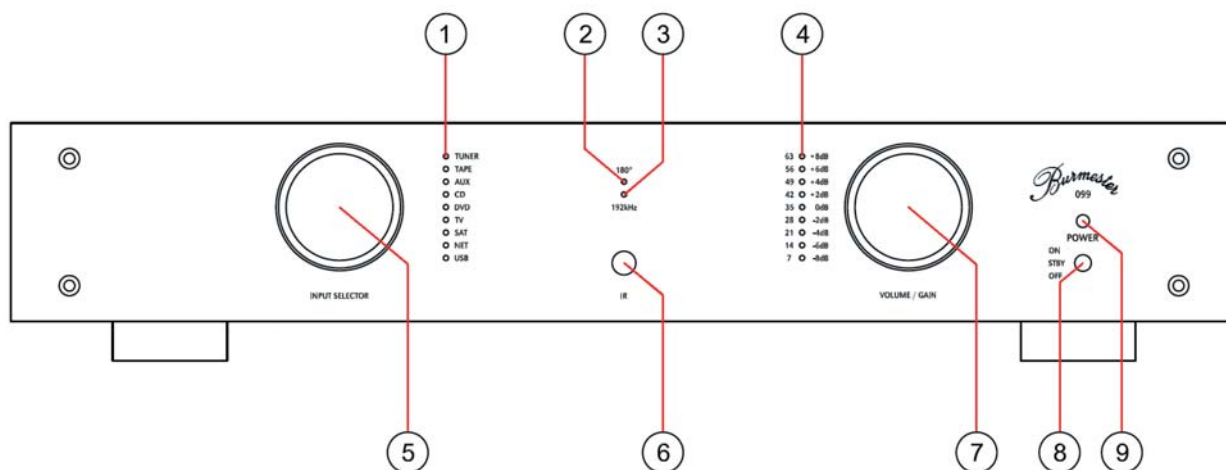 1
2
3
4
TUNER
TAPE
AUX
CD
DVD
TV
SAT
NET
USB
INPUT SELECTOR
180°
192kHz
IR
63 +8dB
56 +6dB
49 +4dB
42 +2dB
35 0dB
28 -2dB
21 -4dB
14 -6dB
7 -8dB
VOLUME / GAIN
Burmester
099
POWER
ON
STBY
OFF
5
6
7
8
9